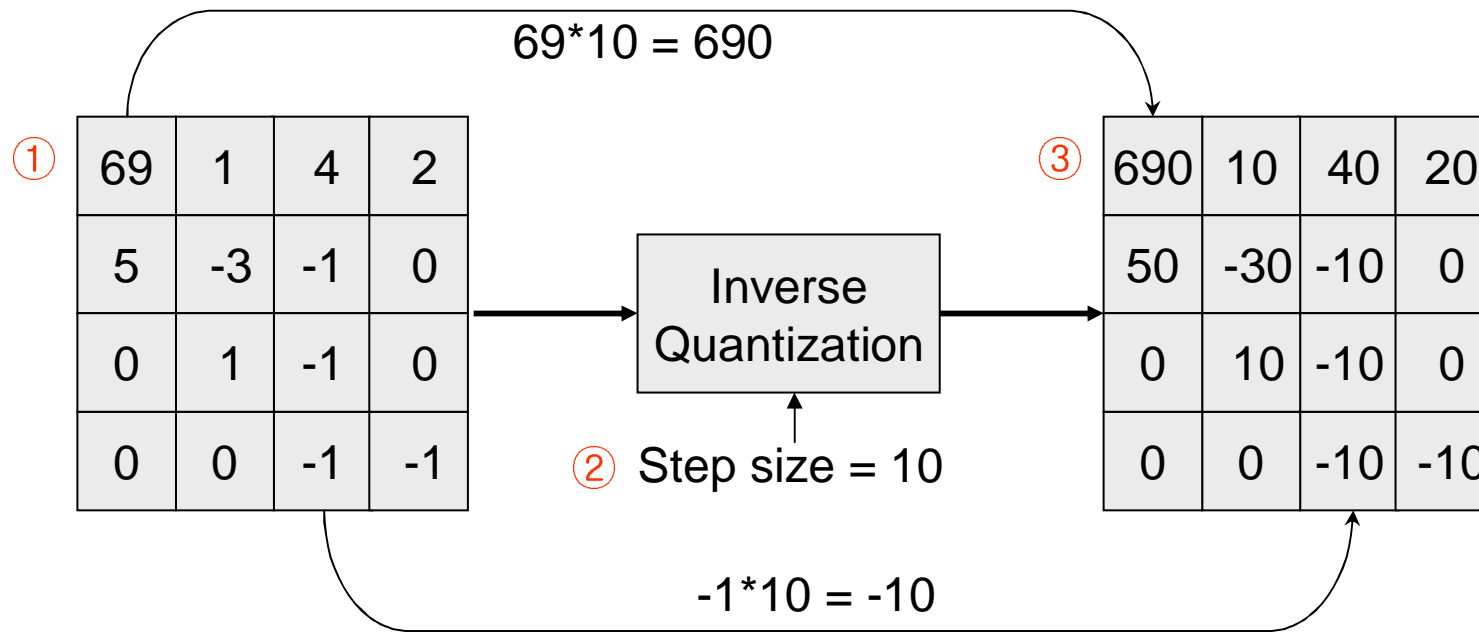 69*10 = 690
① 69 1 4 2
5 -3 -1 0
0 1 -1 0
0 0 -1 -1
Inverse
Quantization
② Step size = 10
③ 690 10 40 20
50 -30 -10 0
0 10 -10 0
0 0 -10 -10
-1*10 = -10